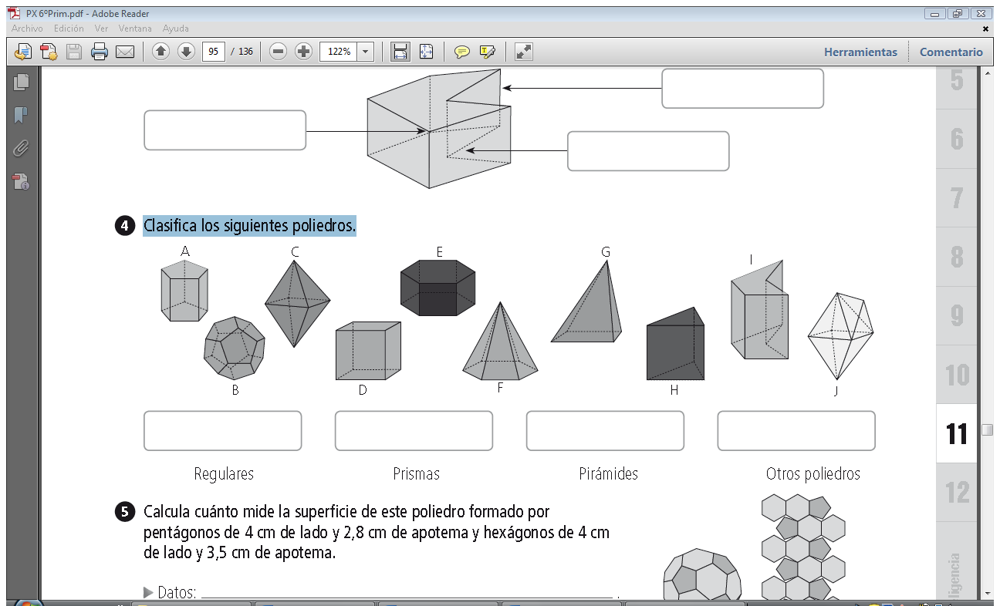 PX 6ºPrim.pdf - Adobe Reader
Archivo Edición Ver Ventana Ayuda
95 / 136 122% Herramientas Comentario
5
6
7
8
9
10
11
12
4 Clasifica los siguientes poliedros.
A C E G I
B D F H J
Regulares Prismas Pirámides Otros poliedros
5 Calcula cuánto mide la superficie de este poliedro formado por
pentágonos de 4 cm de lado y 2,8 cm de apotema y hexágonos de 4 cm
de lado y 3,5 cm de apotema.
Datos: .